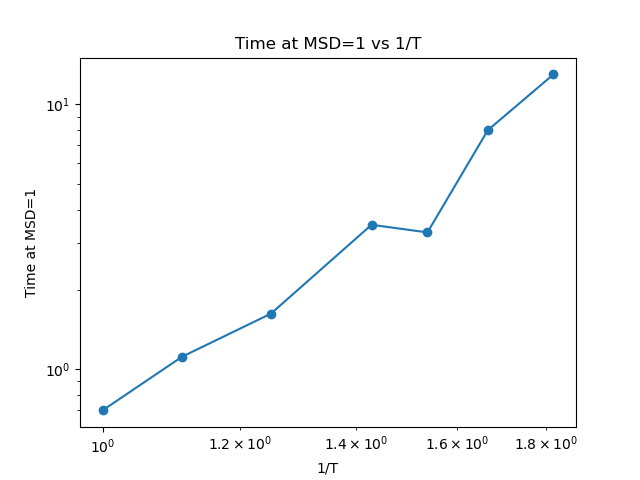 Time at MSD=1 vs 1/T
Time at MSD=1
10¹
10⁰
10⁰
1.2 × 10⁰
1.4 × 10⁰
1.6 × 10⁰
1.8 × 10⁰
1/T